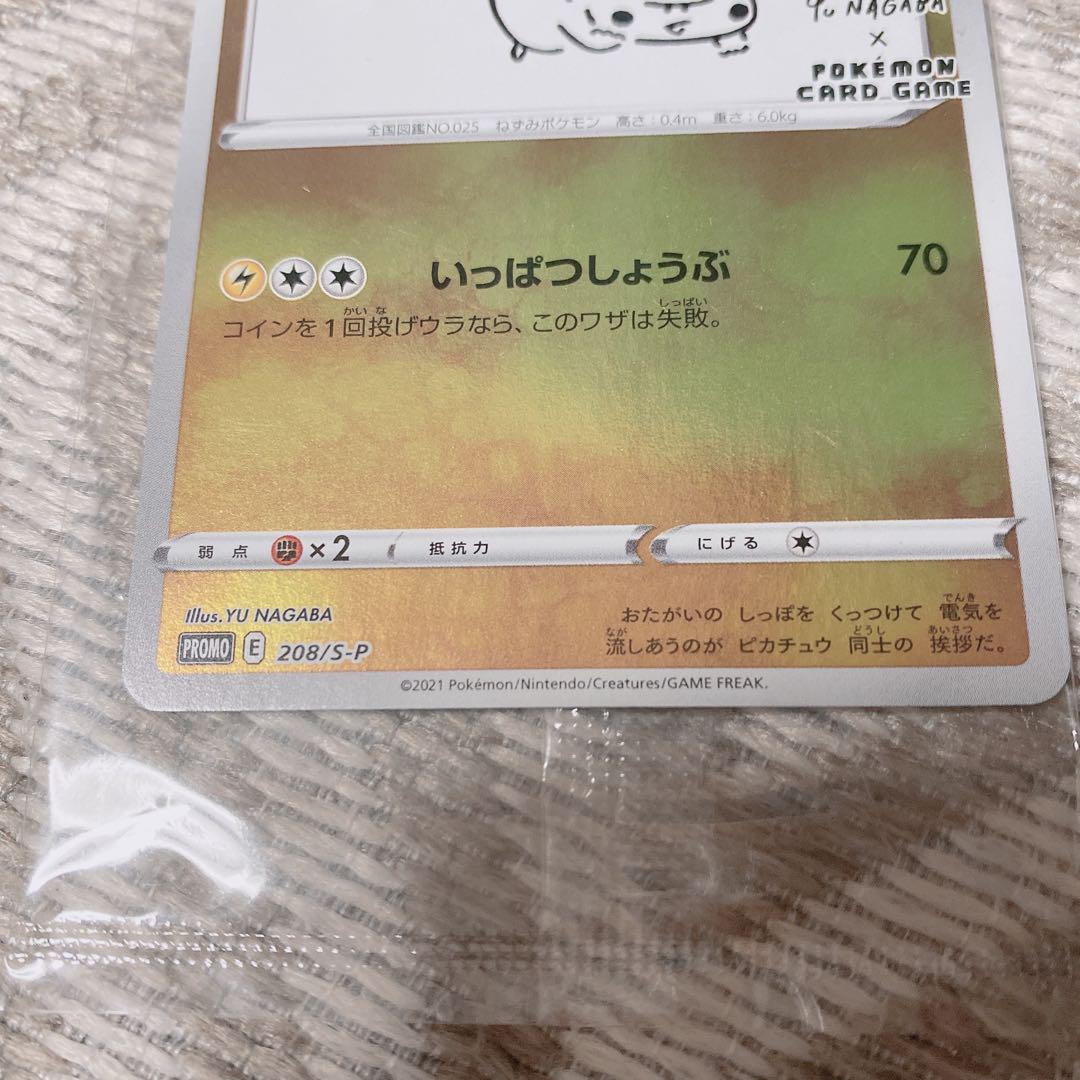 Yu NAGABA
×
POKÉMON
CARD GAME
全国図鑑NO.025 ねずみポケモン 高さ:0.4m 重さ:6.0kg
いっぱつしょうぶ 70
コインを1回投げウラなら、このワザは失敗。
弱点 ×2 抵抗力 にげる
Illus.YU NAGABA
PROMO E 208/S-P
おたがいの しっぽを くっつけて 電気を
流しあうのが ピカチュウ 同士の 挨拶だ。
©2021 Pokémon/Nintendo/Creatures/GAME FREAK.